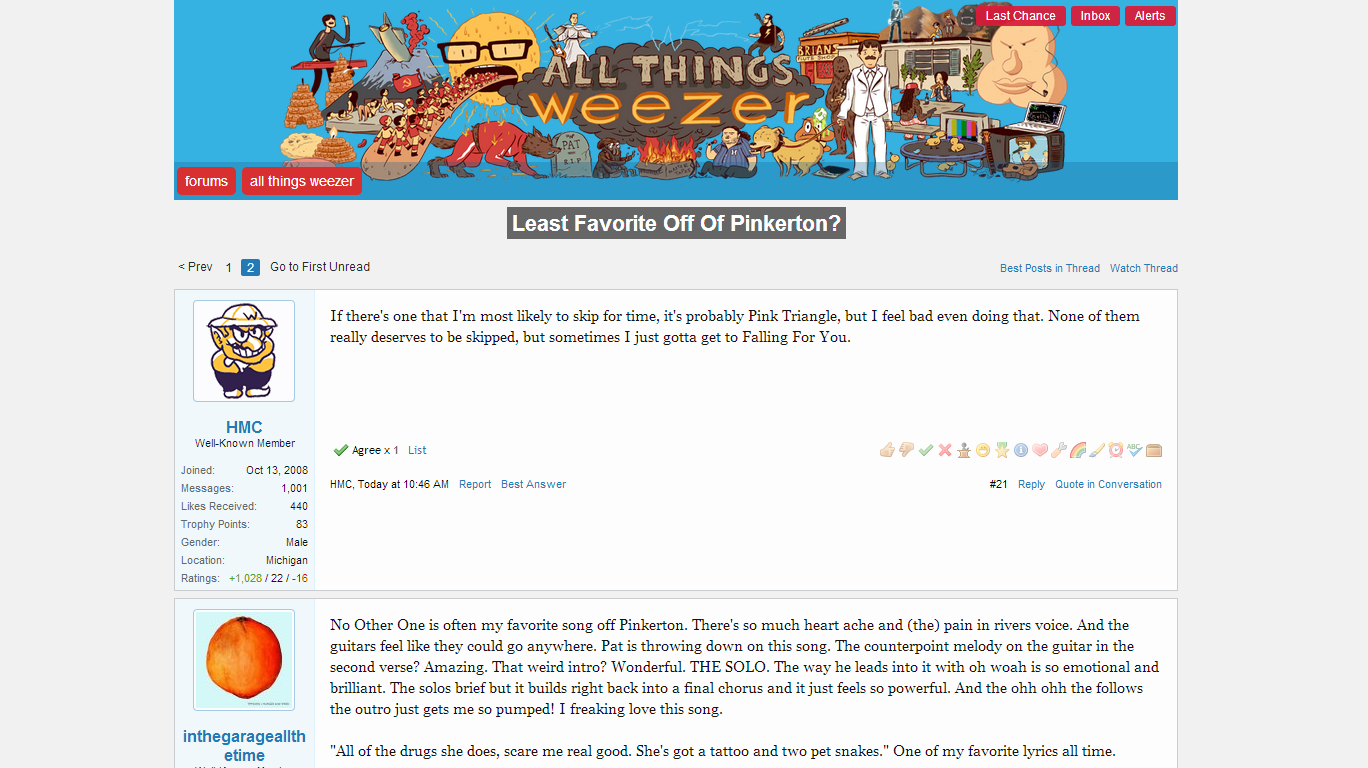 Last Chance Inbox Alerts
BRIANS
FLUTE SHOP
ALL THINGS
weezer
PAT
R.I.P
forums all things weezer
Least Favorite Off Of Pinkerton?
< Prev 1 2 Go to First Unread Best Posts in Thread Watch Thread
If there's one that I'm most likely to skip for time, it's probably Pink Triangle, but I feel bad even doing that. None of them
really deserves to be skipped, but sometimes I just gotta get to Falling For You.
W
HMC
Well-Known Member
Joined: Oct 13, 2008
Messages: 1,001
Likes Received: 440
Trophy Points: 83
Gender: Male
Location: Michigan
Ratings: +1,028 / 22 / -16
Agree x 1 List
ABC
HMC, Today at 10:46 AM Report Best Answer #21 Reply Quote in Conversation
No Other One is often my favorite song off Pinkerton. There's so much heart ache and (the) pain in rivers voice. And the
guitars feel like they could go anywhere. Pat is throwing down on this song. The counterpoint melody on the guitar in the
second verse? Amazing. That weird intro? Wonderful. THE SOLO. The way he leads into it with oh woah is so emotional and
brilliant. The solos brief but it builds right back into a final chorus and it just feels so powerful. And the ohh ohh the follows
the outro just gets me so pumped! I freaking love this song.
"All of the drugs she does, scare me real good. She's got a tattoo and two pet snakes." One of my favorite lyrics all time.
inthegarageallth
etime